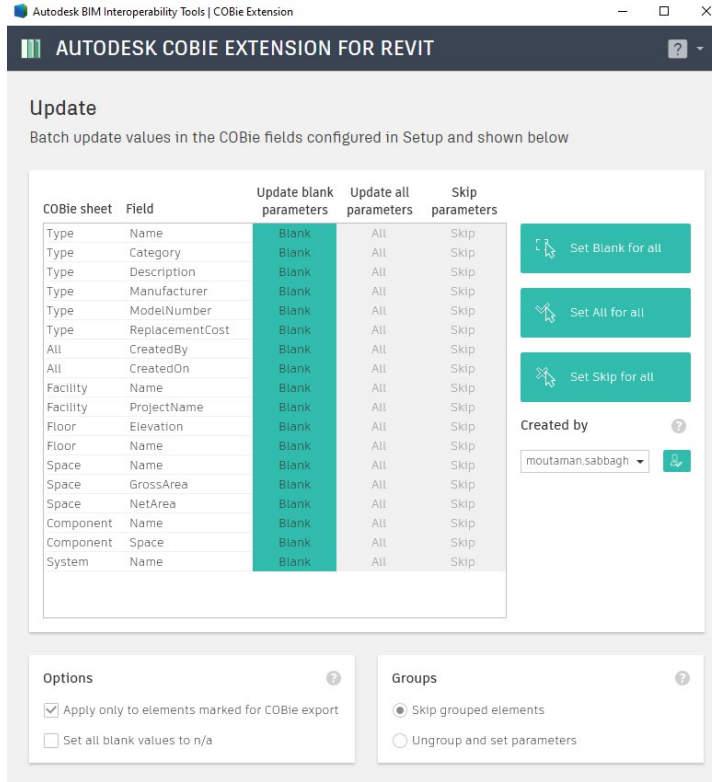 Autodesk BIM Interoperability Tools | COBie Extension
AUTODESK COBIE EXTENSION FOR REVIT
?
Update
Batch update values in the COBie fields configured in Setup and shown below
COBie sheet Field Update blank parameters Update all parameters Skip parameters
Type Name Blank All Skip
Type Category Blank All Skip
Type Description Blank All Skip
Type Manufacturer Blank All Skip
Type ModelNumber Blank All Skip
Type ReplacementCost Blank All Skip
All CreatedBy Blank All Skip
All CreatedOn Blank All Skip
Facility Name Blank All Skip
Facility ProjectName Blank All Skip
Floor Elevation Blank All Skip
Floor Name Blank All Skip
Space Name Blank All Skip
Space GrossArea Blank All Skip
Space NetArea Blank All Skip
Component Name Blank All Skip
Component Space Blank All Skip
System Name Blank All Skip
Set Blank for all
Set All for all
Set Skip for all
Created by ?
moutaman.sabbagh
Options ?
Apply only to elements marked for COBie export
Set all blank values to n/a
Groups ?
Skip grouped elements
Ungroup and set parameters